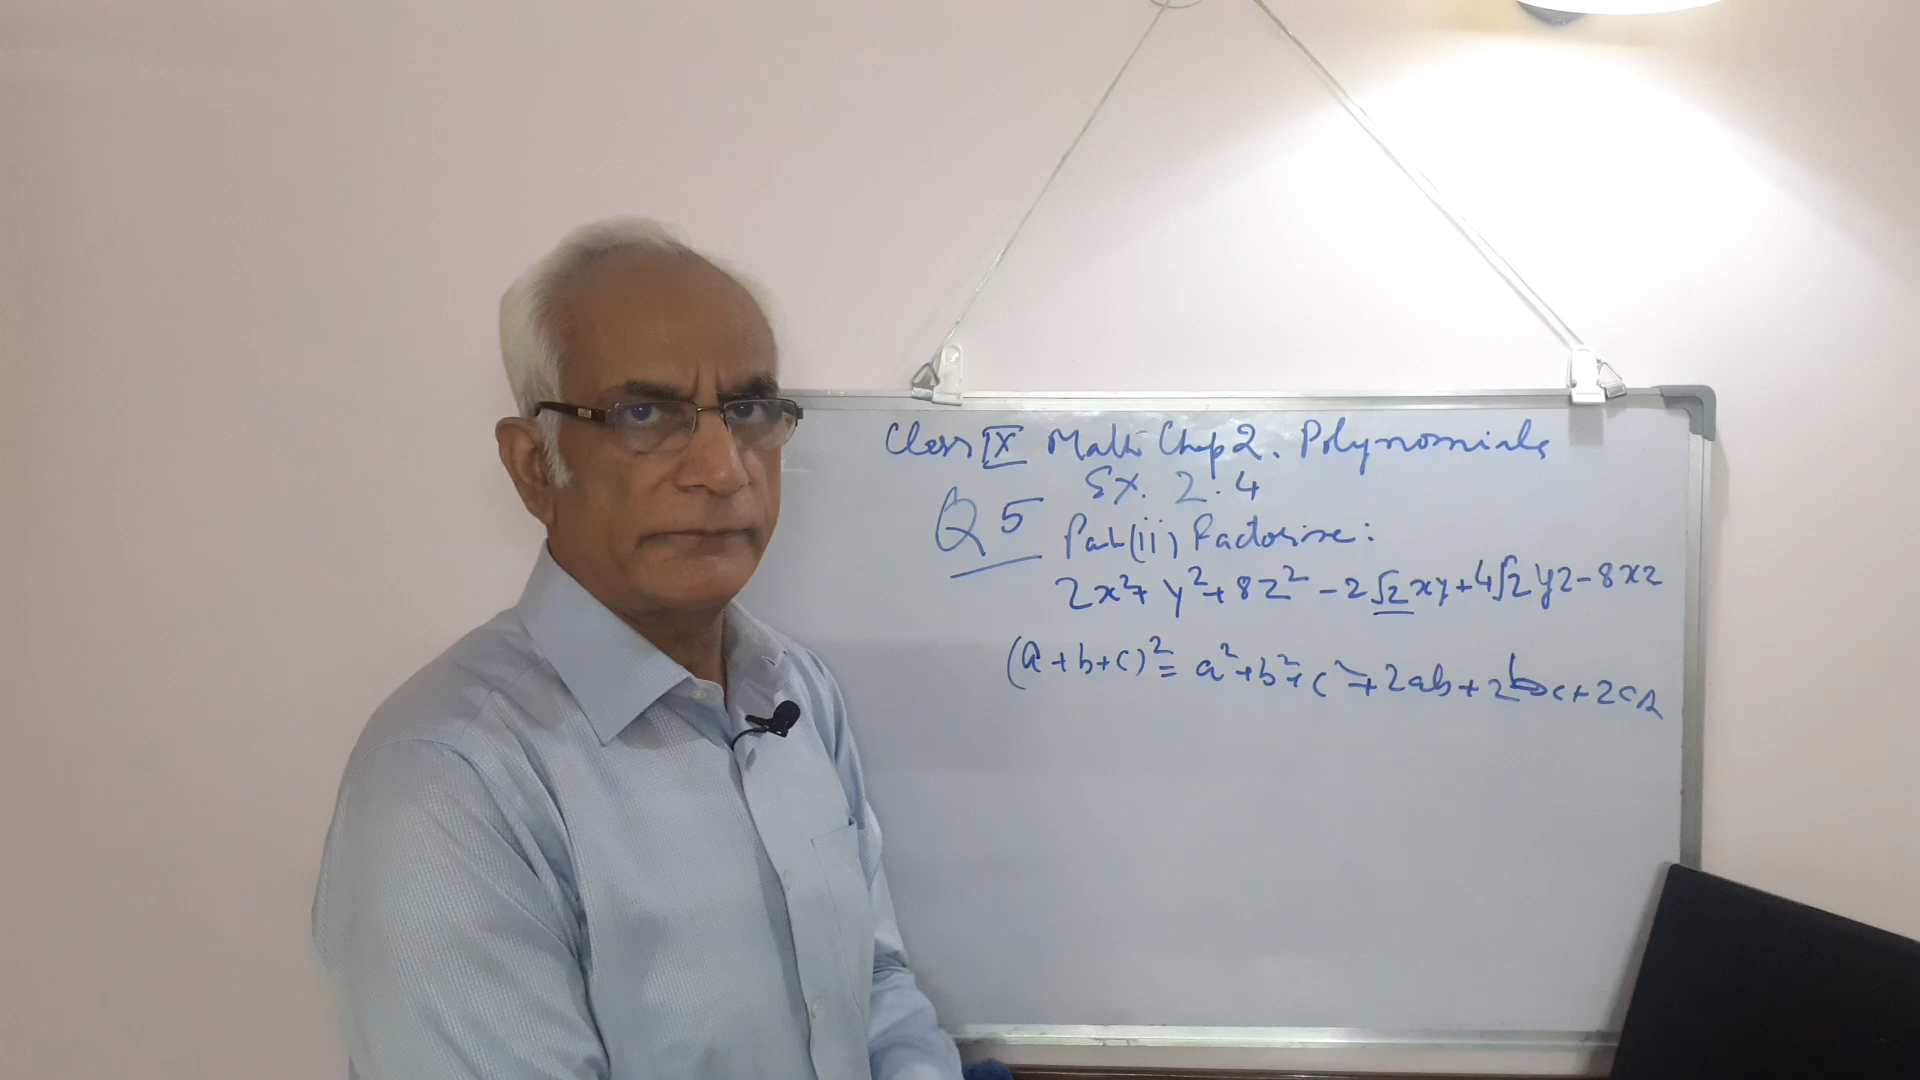 Class IX Math Chap 2. Polynomials
Ex. 2.4
Q5 Part (ii) Factorise:
2x²+ y²+8z² -2√2xy+4√2yz-8xz
(a+b+c)²= a²+b²+c²+2ab+2bc+2ca